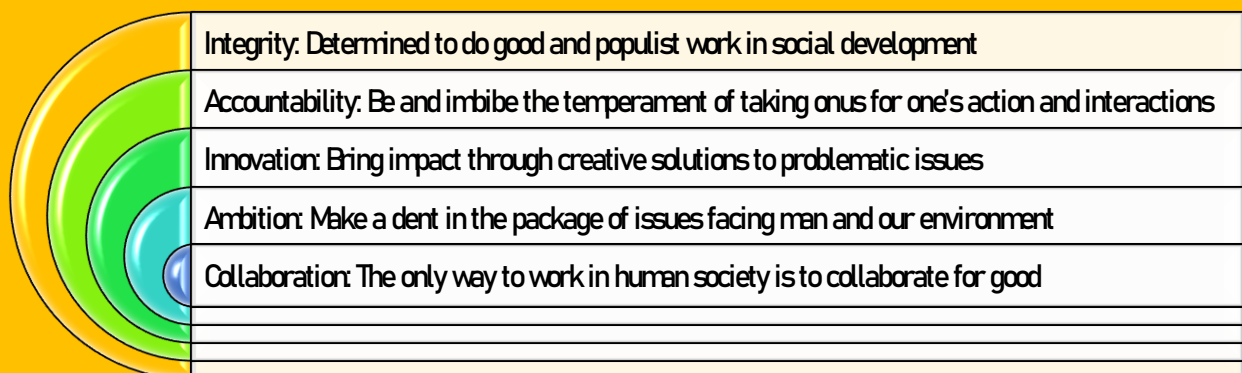 Integrity: Determined to do good and populist work in social development
Accountability: Be and imbibe the temperament of taking onus for one's action and interactions
Innovation: Bring impact through creative solutions to problematic issues
Ambition: Make a dent in the package of issues facing man and our environment
Collaboration: The only way to work in human society is to collaborate for good